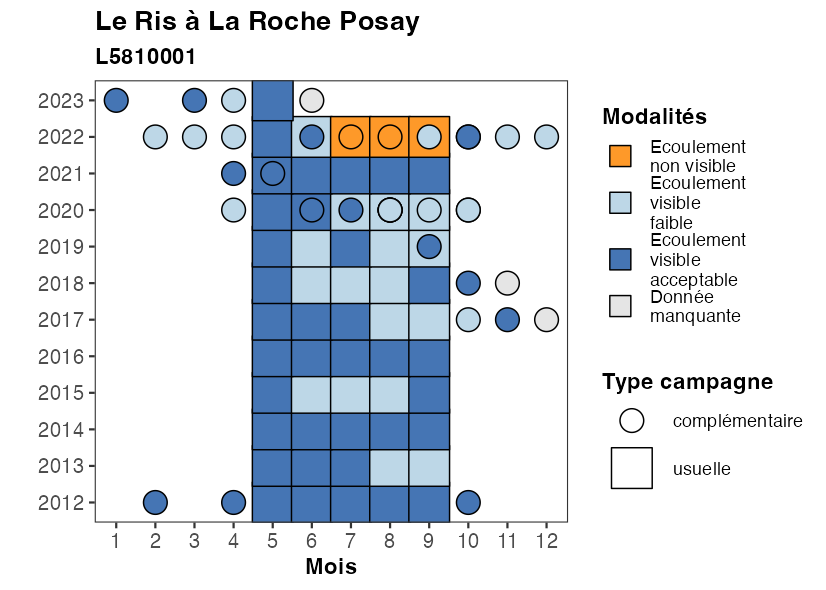 Le Ris à La Roche Posay
L5810001
2023
2022
2021
2020
2019
2018
2017
2016
2015
2014
2013
2012
1 2 3 4 5 6 7 8 9 10 11 12
Mois
Modalités
Ecoulement
non visible
Ecoulement
visible
faible
Ecoulement
visible
acceptable
Donnée
manquante
Type campagne
complémentaire
usuelle